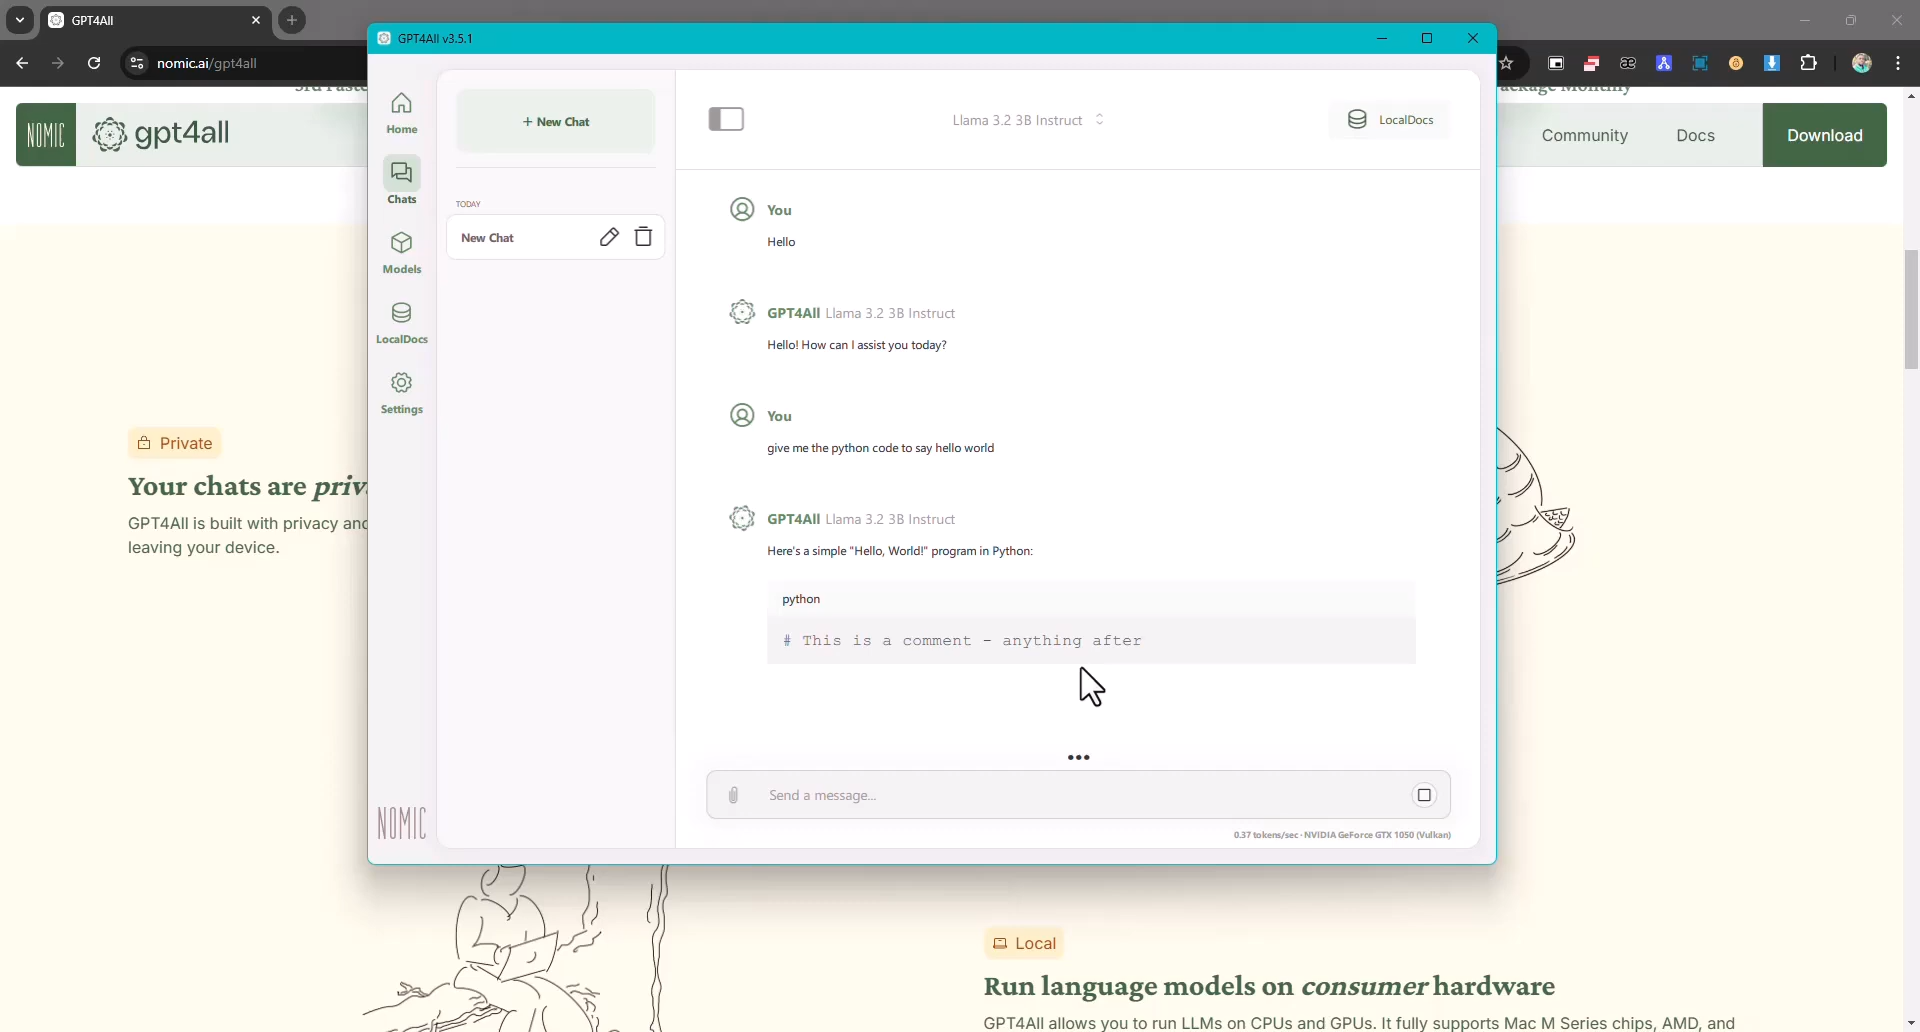 GPT4All
nomic.ai/gpt4all
GPT4All v3.5.1
NOMIC
gpt4all
Community
Docs
Download
Home
Chats
Models
LocalDocs
Settings
NOMIC
+ New Chat
TODAY
New Chat
Llama 3.2 3B Instruct
LocalDocs
You
Hello
GPT4All Llama 3.2 3B Instruct
Hello! How can I assist you today?
You
give me the python code to say hello world
GPT4All Llama 3.2 3B Instruct
Here's a simple "Hello, World!" program in Python:
python
# This is a comment - anything after
Send a message...
0.37 tokens/sec · NVIDIA GeForce GTX 1050 (Vulkan)
Private
Your chats are
GPT4All is built with privacy
leaving your device.
Local
Run language models on consumer hardware
GPT4All allows you to run LLMs on CPUs and GPUs. It fully supports Mac M Series chips, AMD, and